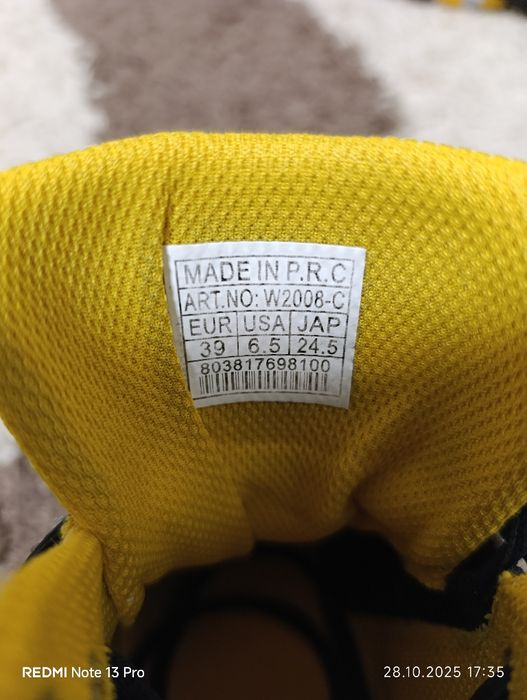 MADE IN P.R.C
ART.NO: W2008-C
EUR USA JAP
39 6.5 24.5
803817698100
REDMI Note 13 Pro
28.10.2025 17:35